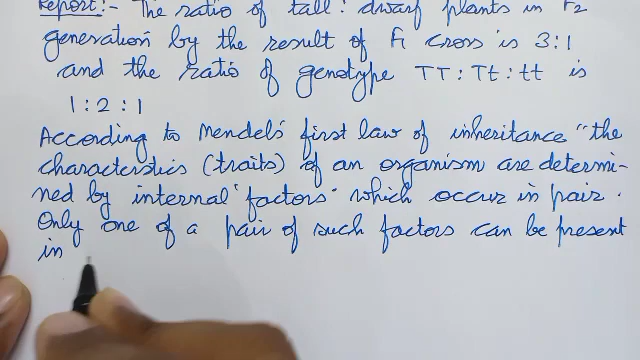 Report:- The ratio of tall: dwarf plants in F2
generation by the result of F1 cross is 3:1
and the ratio of genotype TT: Tt: tt is
1:2:1
According to Mendel's first law of inheritance "the
characterstics (traits) of an organism are determi-
ned by internal 'factors' which occur in pair.
Only one of a pair of such factors can be present
in